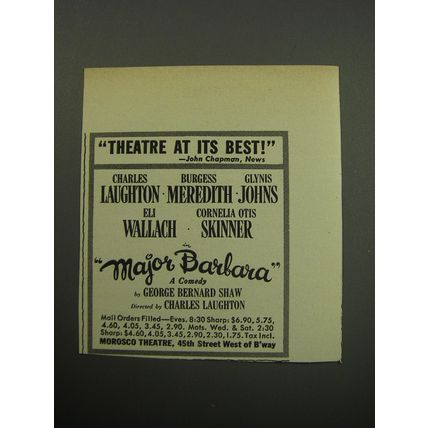 "THEATRE AT ITS BEST!"
—John Chapman, News
CHARLES BURGESS GLYNIS
LAUGHTON · MEREDITH · JOHNS
ELI CORNELIA OTIS
WALLACH · SKINNER
in
"Major Barbara"
A Comedy
by GEORGE BERNARD SHAW
Directed by CHARLES LAUGHTON
Mail Orders Filled—Eves. 8:30 Sharp: $6.90, 5.75,
4.60, 4.05, 3.45, 2.90. Mats. Wed. & Sat. 2:30
Sharp: $4.60, 4.05, 3.45, 2.90, 2.30, 1.75. Tax Incl.
MOROSCO THEATRE, 45th Street West of B'way